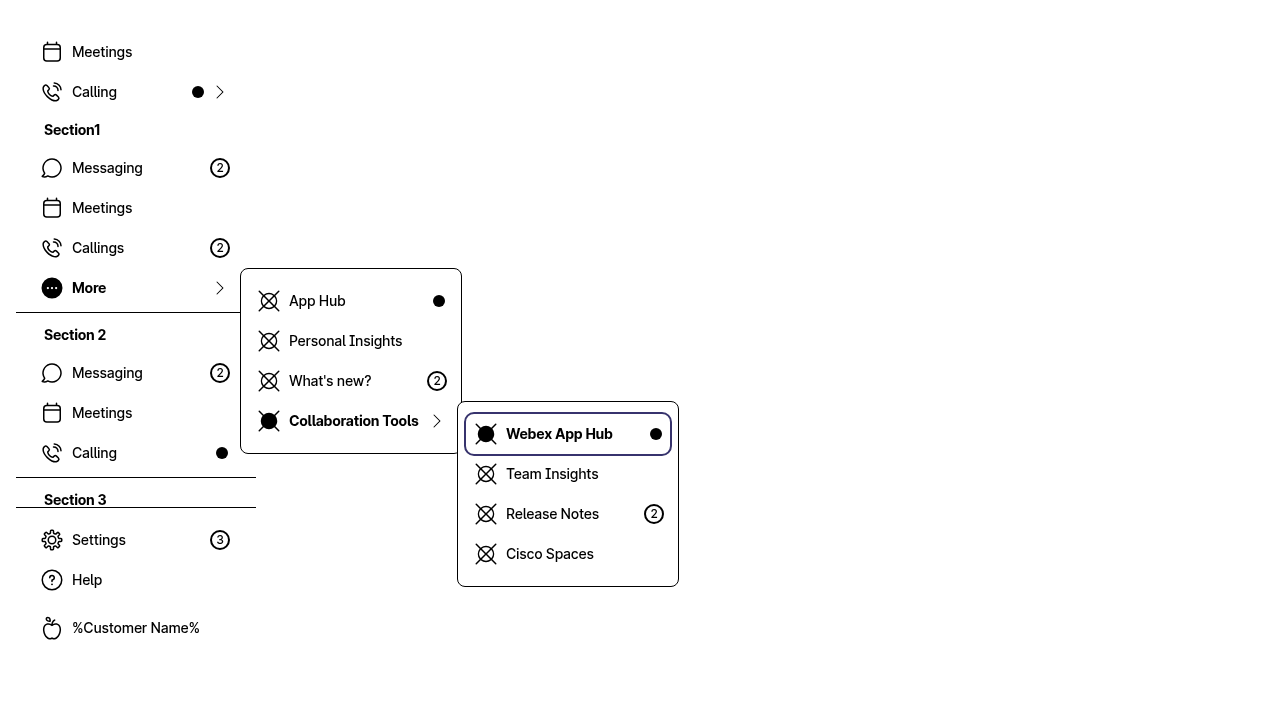 Meetings
Calling
Section1
Messaging 2
Meetings
Callings 2
More
Section 2
Messaging 2
Meetings
Calling
Section 3
Settings 3
Help
%Customer Name%
App Hub
Personal Insights
What's new? 2
Collaboration Tools
Webex App Hub
Team Insights
Release Notes 2
Cisco Spaces